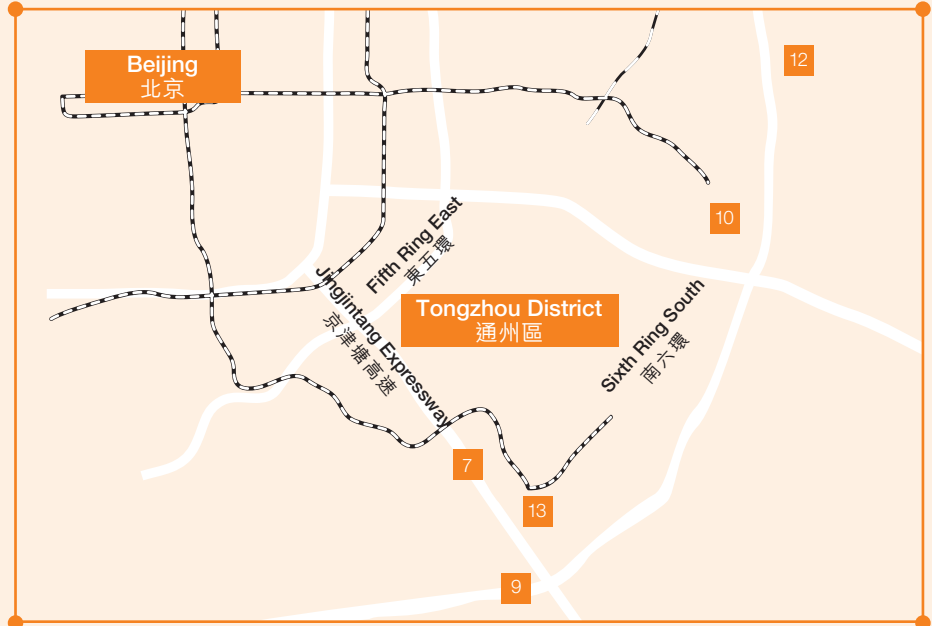 12
Beijing
北京
10
Fifth Ring East
東五環
Jingjintang Expressway
京津塘高速
Tongzhou District
通州區
Sixth Ring South
南六環
7
13
9